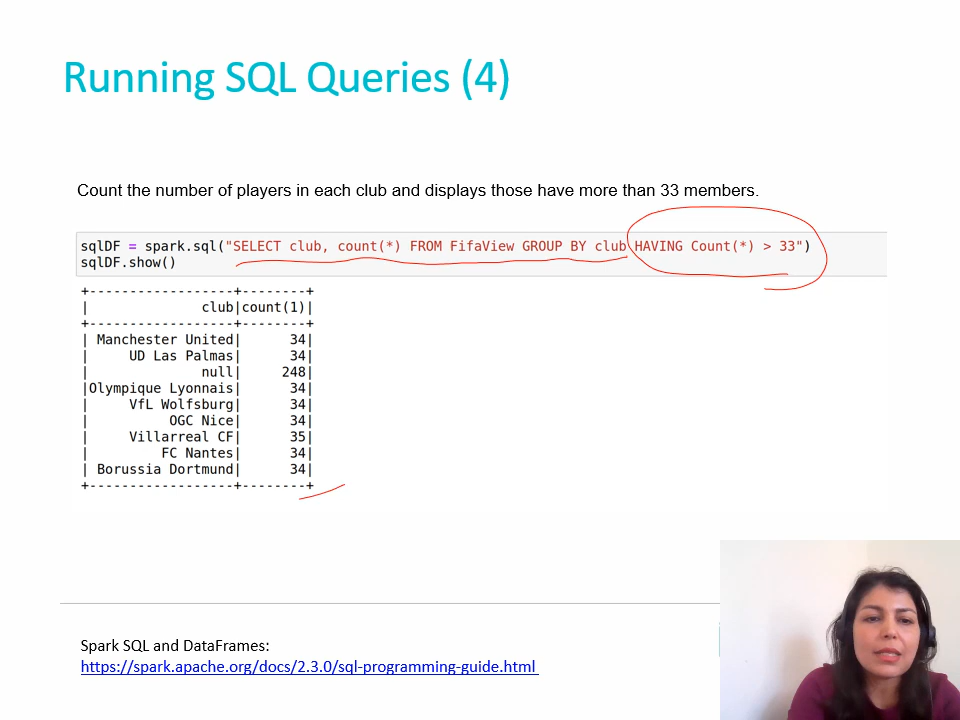 Running SQL Queries (4)
Count the number of players in each club and displays those have more than 33 members.
sqlDF = spark.sql("SELECT club, count(*) FROM FifaView GROUP BY club HAVING Count(*) > 33")
sqlDF.show()
+------------------+--------+
|              club|count(1)|
+------------------+--------+
| Manchester United|      34|
|     UD Las Palmas|      34|
|              null|     248|
|Olympique Lyonnais|      34|
|     VfL Wolfsburg|      34|
|          OGC Nice|      34|
|     Villarreal CF|      35|
|         FC Nantes|      34|
| Borussia Dortmund|      34|
+------------------+--------+
Spark SQL and DataFrames:
https://spark.apache.org/docs/2.3.0/sql-programming-guide.html